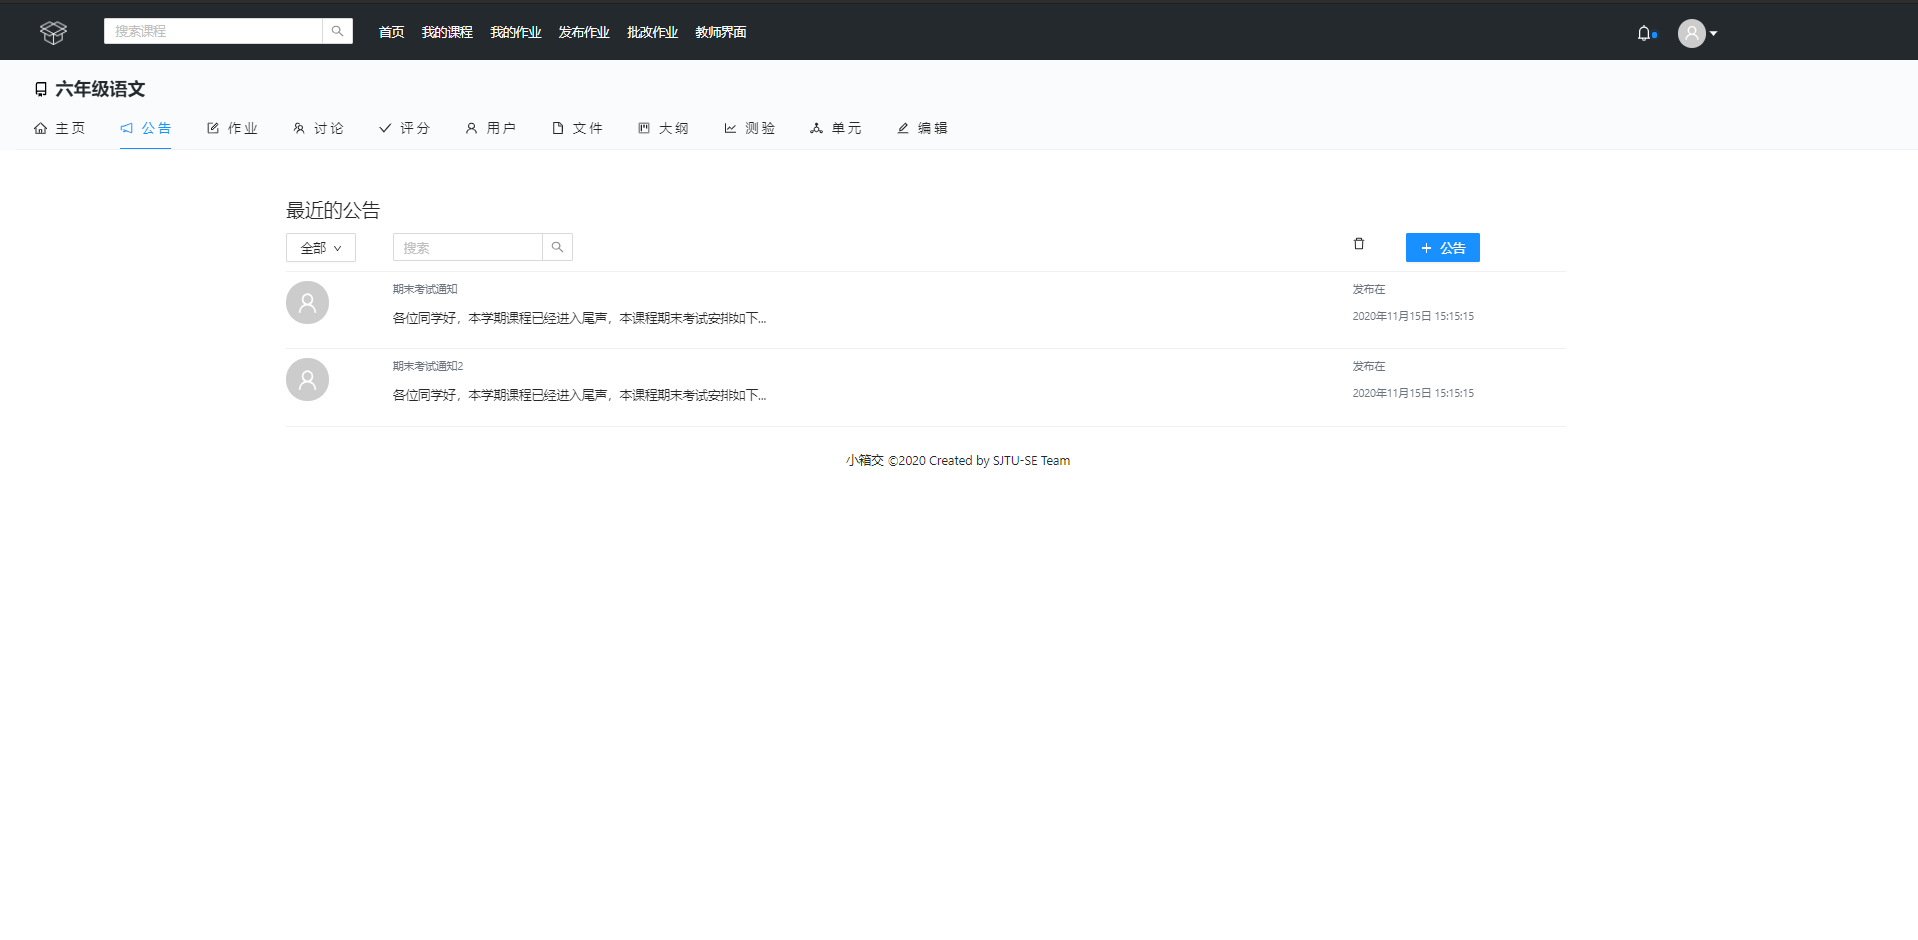 搜索课程 首页 我的课程 我的作业 发布作业 批改作业 教师界面
六年级语文
主页 公告 作业 讨论 评分 用户 文件 大纲 测验 单元 编辑
最近的公告
全部 搜索 + 公告
期末考试通知 发布在
各位同学好，本学期课程已经进入尾声，本课程期末考试安排如下... 2020年11月15日 15:15:15
期末考试通知2 发布在
各位同学好，本学期课程已经进入尾声，本课程期末考试安排如下... 2020年11月15日 15:15:15
小箱交 ©2020 Created by SJTU-SE Team